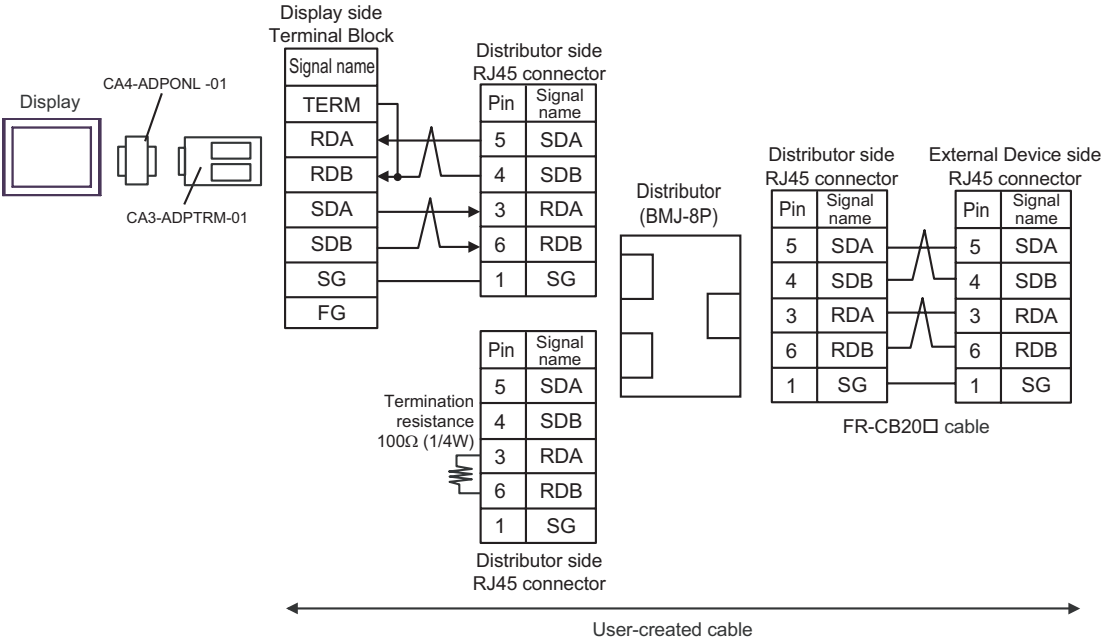 Display side
Terminal Block
Signal name
TERM
RDA
RDB
SDA
SDB
SG
FG
Display
CA4-ADPONL -01
CA3-ADPTRM-01
Distributor side
RJ45 connector
Pin Signal name
5 SDA
4 SDB
3 RDA
6 RDB
1 SG
Termination
resistance
100Ω (1/4W)
Pin Signal name
5 SDA
4 SDB
3 RDA
6 RDB
1 SG
Distributor side
RJ45 connector
Distributor
(BMJ-8P)
Distributor side
RJ45 connector
Pin Signal name
5 SDA
4 SDB
3 RDA
6 RDB
1 SG
External Device side
RJ45 connector
Pin Signal name
5 SDA
4 SDB
3 RDA
6 RDB
1 SG
FR-CB20□ cable
User-created cable